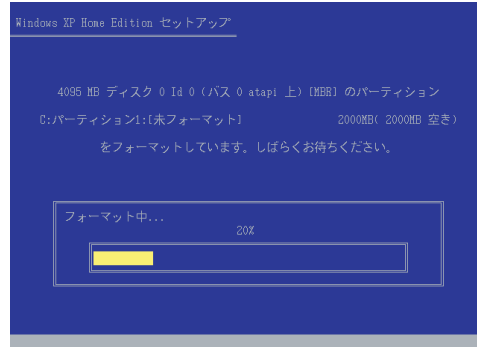 Windows XP Home Edition セットアップ
4095 MB ディスク 0 Id 0 (バス 0 atapi 上) [MBR] のパーティション
C:パーティション1:[未フォーマット] 2000MB( 2000MB 空き)
をフォーマットしています。しばらくお待ちください。
フォーマット中...
20%